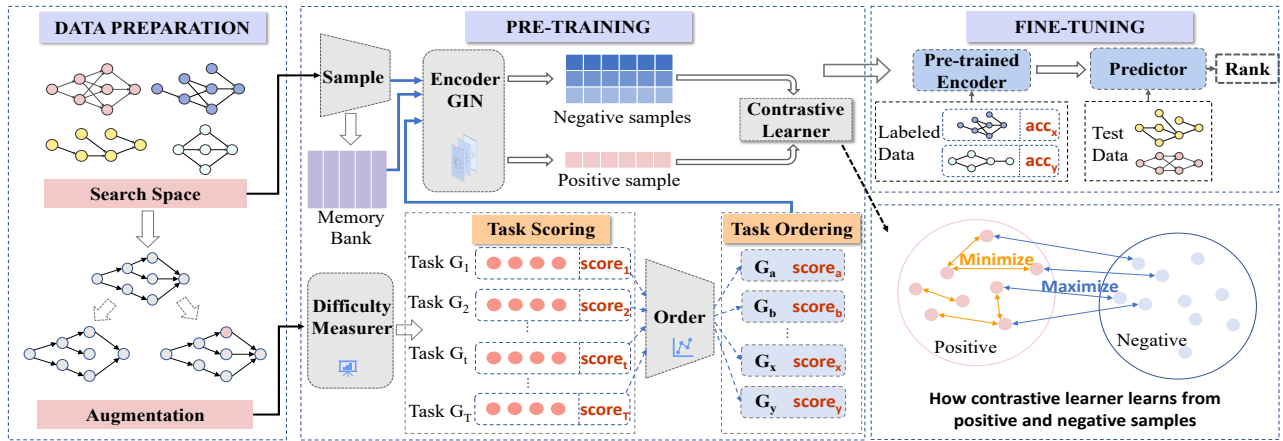 DATA PREPARATION
Search Space
Augmentation
PRE-TRAINING
Sample
Encoder
GIN
Negative samples
Positive sample
Contrastive
Learner
Memory
Bank
Difficulty
Measurer
Task Scoring
Task G1 score1
Task G2 score2
⋮
Task Gt scoret
⋮
Task GT scoreT
Order
Task Ordering
Ga scorea
Gb scoreb
⋮
Gx scorex
Gy scorey
FINE-TUNING
Pre-trained
Encoder
Predictor
Rank
Labeled
Data
accx
accy
Test
Data
Minimize
Maximize
Positive
Negative
How contrastive learner learns from
positive and negative samples